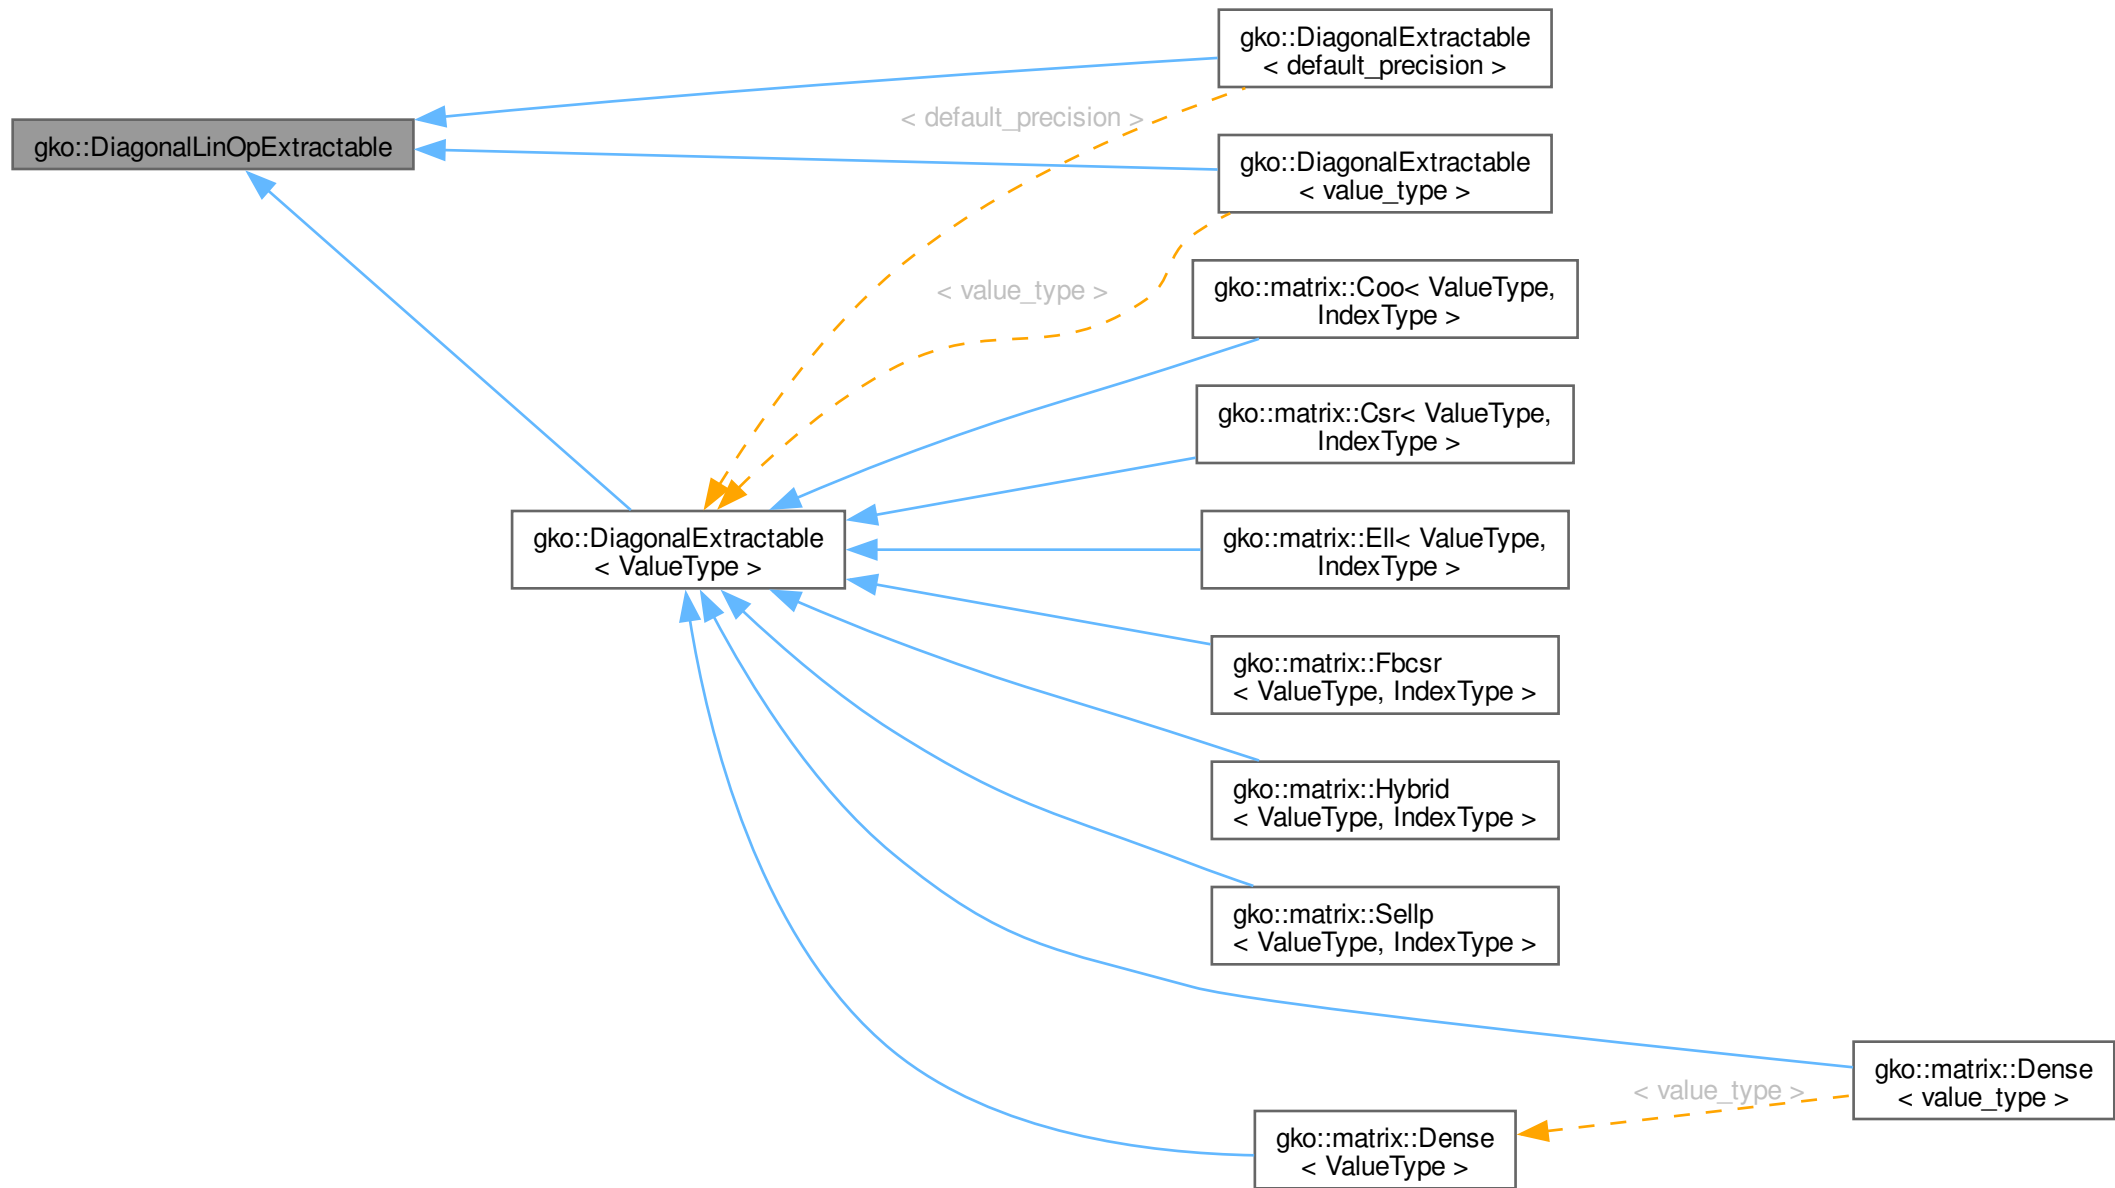 gko::DiagonalLinOpExtractable
gko::DiagonalExtractable
< default_precision >
< default_precision >
gko::DiagonalExtractable
< value_type >
< value_type >
gko::matrix::Coo< ValueType,
IndexType >
gko::matrix::Csr< ValueType,
IndexType >
gko::DiagonalExtractable
< ValueType >
gko::matrix::Ell< ValueType,
IndexType >
gko::matrix::Fbcsr
< ValueType, IndexType >
gko::matrix::Hybrid
< ValueType, IndexType >
gko::matrix::Sellp
< ValueType, IndexType >
gko::matrix::Dense
< value_type >
< value_type >
gko::matrix::Dense
< ValueType >